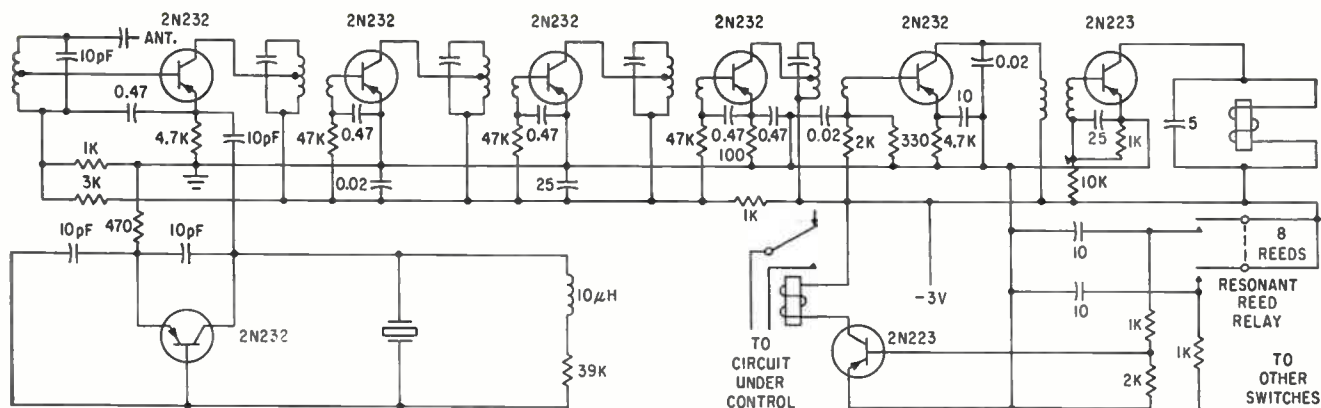 2N232 2N232 2N232 2N232 2N232 2N223
ANT.
10pF
0.02
0.47
4.7K
10pF
47K
0.47
47K
0.47
47K
0.47
0.47
100
0.02
2K
330
10
4.7K
25
1K
5
1K
3K
0.02
25
1K
10K
470
10pF
10pF
10
8
REEDS
RESONANT
REED
RELAY
10μH
-3V
10
2N232
39K
TO
CIRCUIT
UNDER
CONTROL
2N223
1K
2K
1K
TO
OTHER
SWITCHES